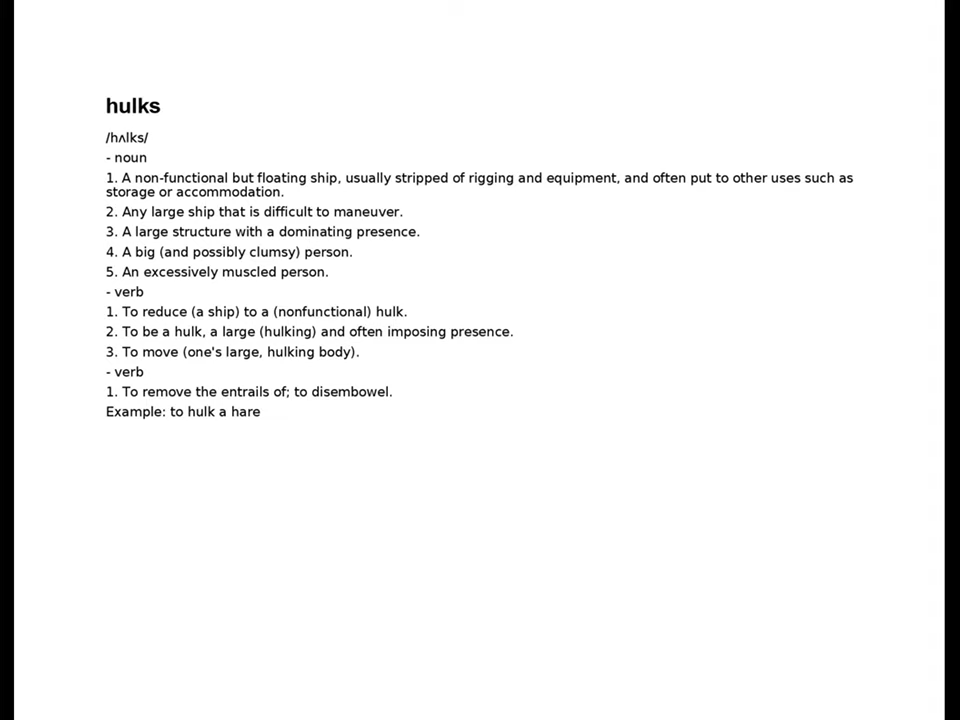 hulks
/hʌlks/
- noun
1. A non-functional but floating ship, usually stripped of rigging and equipment, and often put to other uses such as
storage or accommodation.
2. Any large ship that is difficult to maneuver.
3. A large structure with a dominating presence.
4. A big (and possibly clumsy) person.
5. An excessively muscled person.
- verb
1. To reduce (a ship) to a (nonfunctional) hulk.
2. To be a hulk, a large (hulking) and often imposing presence.
3. To move (one's large, hulking body).
- verb
1. To remove the entrails of; to disembowel.
Example: to hulk a hare